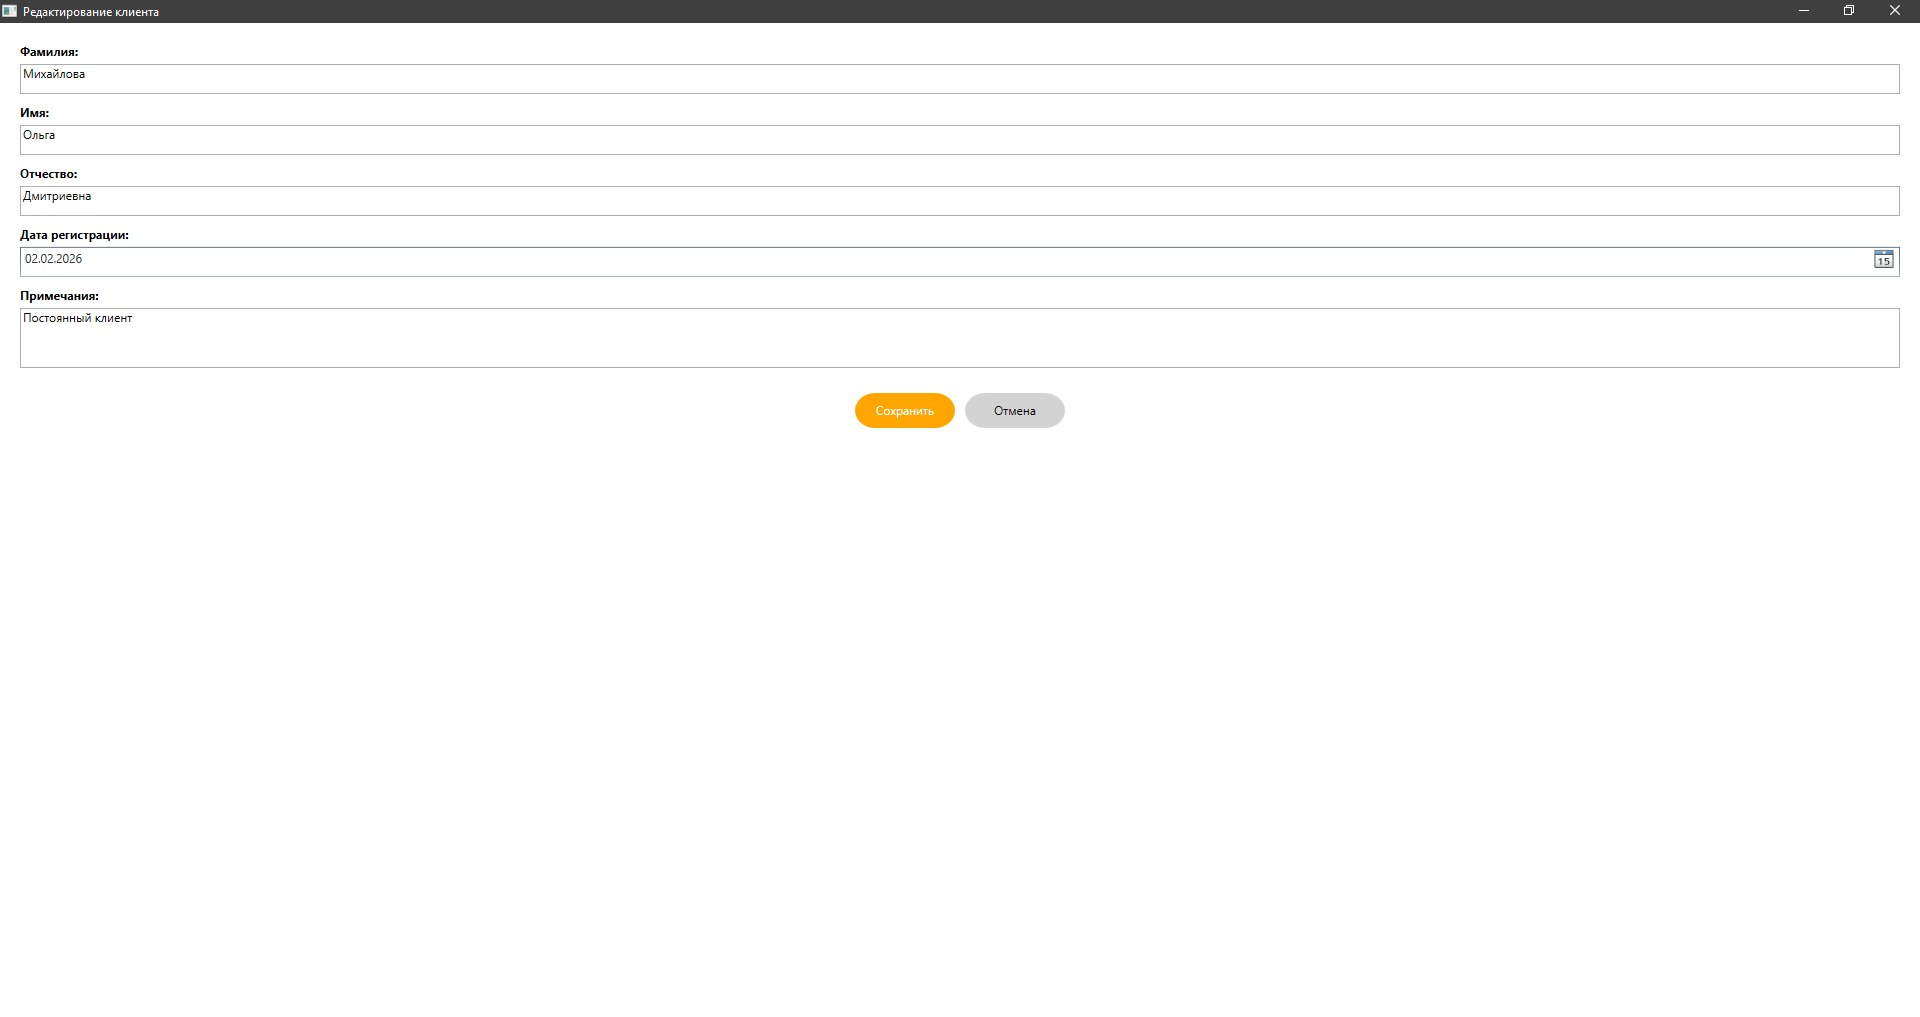 Редактирование клиента
Фамилия:
Михайлова
Имя:
Ольга
Отчество:
Дмитриевна
Дата регистрации:
02.02.2026
15
Примечания:
Постоянный клиент
Сохранить
Отмена